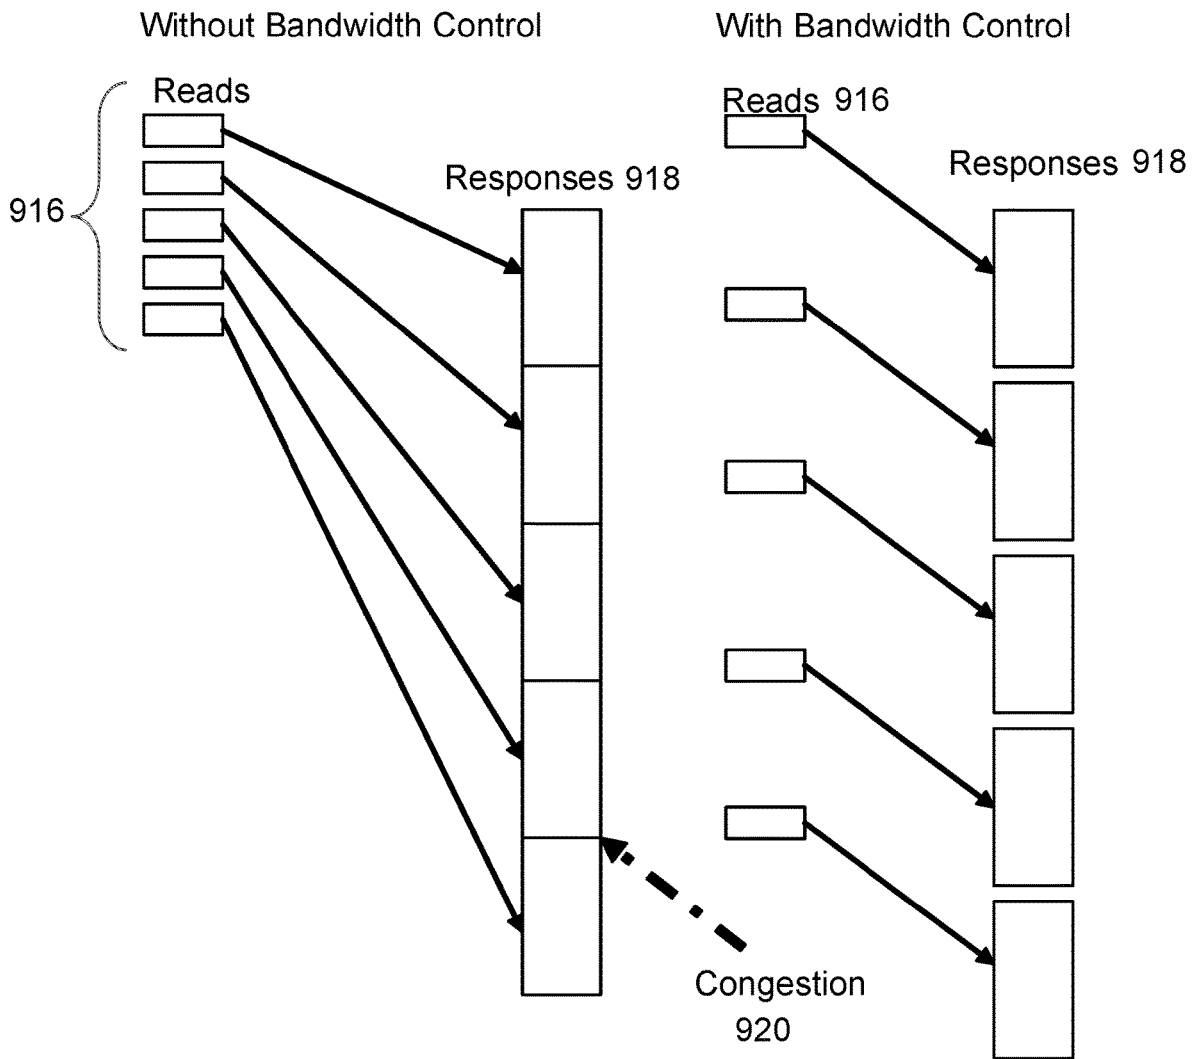 Without Bandwidth Control
Reads
916
Responses 918
Congestion
920
With Bandwidth Control
Reads 916
Responses 918